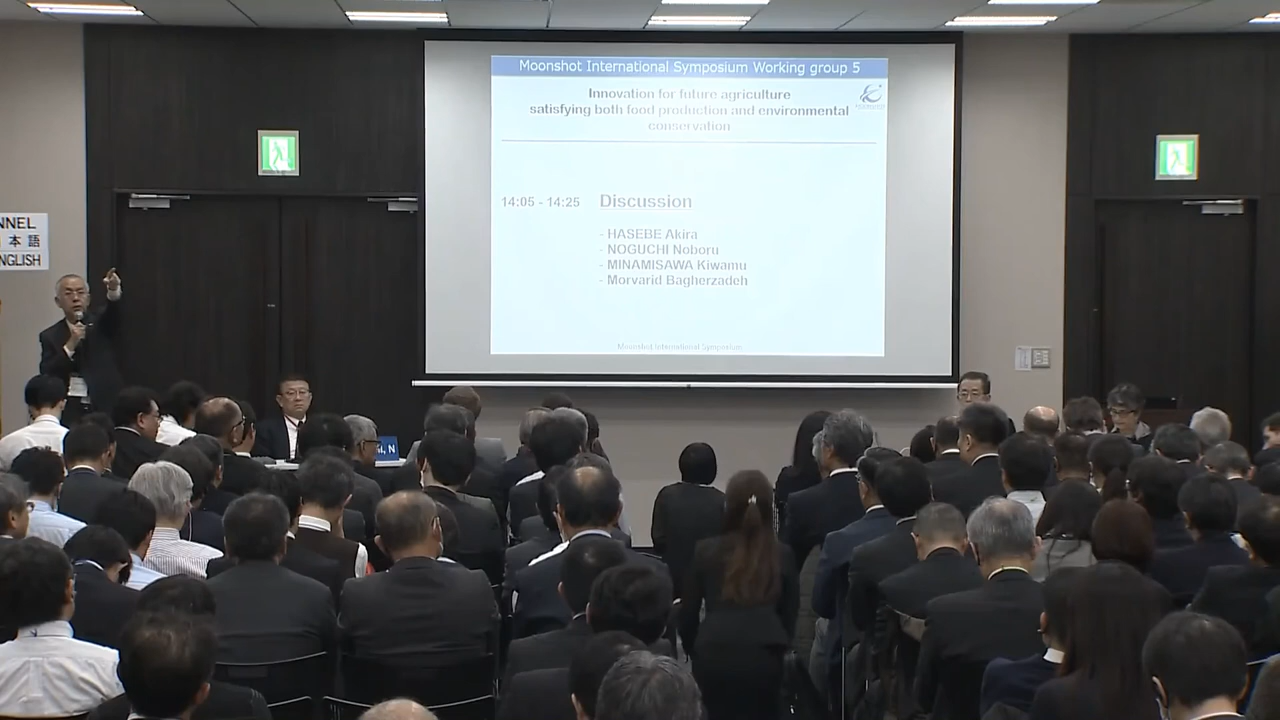 Moonshot International Symposium Working group 5
Innovation for future agriculture
satisfying both food production and environmental
conservation
14:05 - 14:25 Discussion
- HASEBE Akira
- NOGUCHI Noboru
- MINAMISAWA Kiwamu
- Morvarid Bagherzadeh
Moonshot International Symposium
NNEL
本語
NGLISH
, N